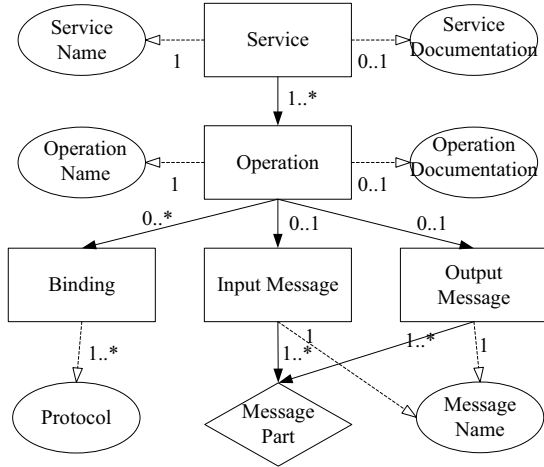 Service
Name
1
Service
0..1
Service
Documentation
1..*
Operation
Name
1
Operation
0..1
Operation
Documentation
0..*
0..1
0..1
Binding
Input Message
Output
Message
1..*
1..*
1
1..*
1
Protocol
Message
Part
Message
Name